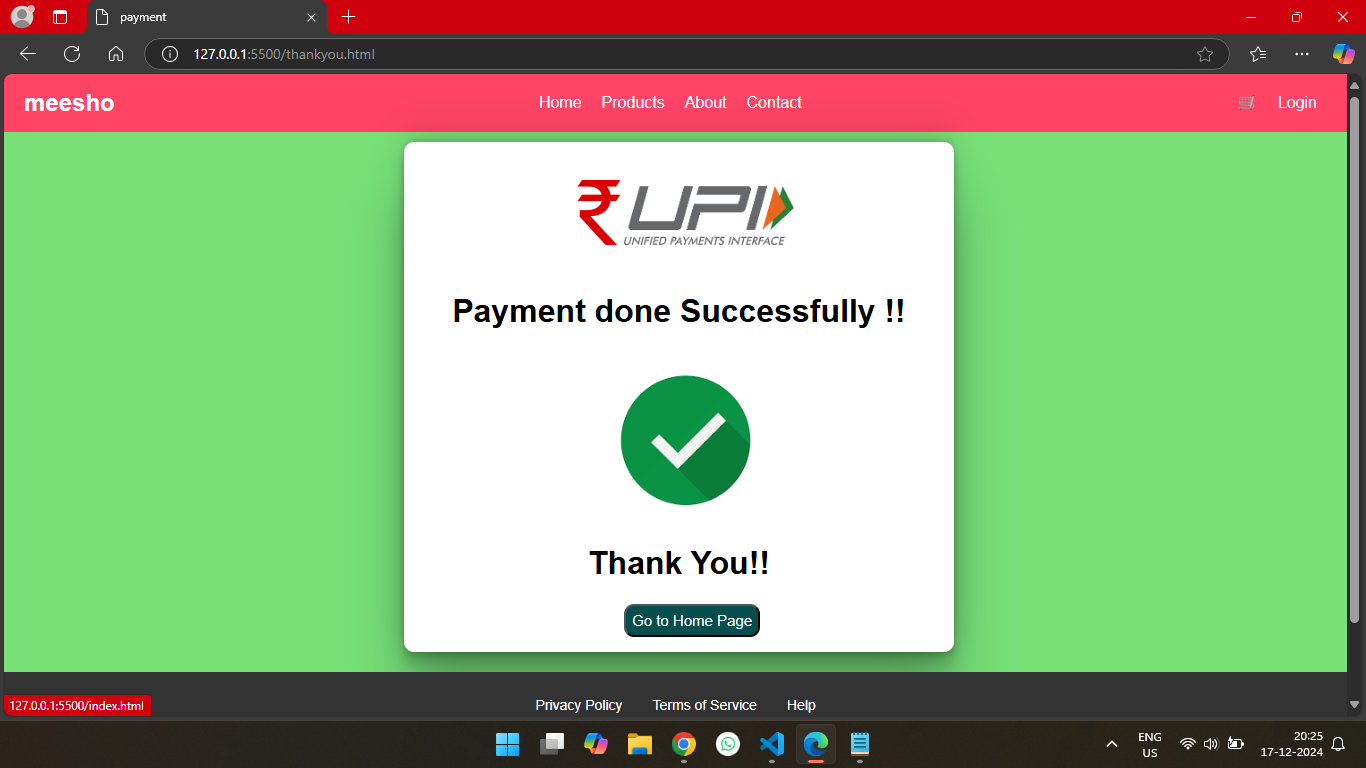 payment
127.0.0.1:5500/thankyou.html
meesho
Home Products About Contact
Login
₹ UPI
UNIFIED PAYMENTS INTERFACE
Payment done Successfully !!
Thank You!!
Go to Home Page
127.0.0.1:5500/index.html
Privacy Policy Terms of Service Help
ENG
US
20:25
17-12-2024